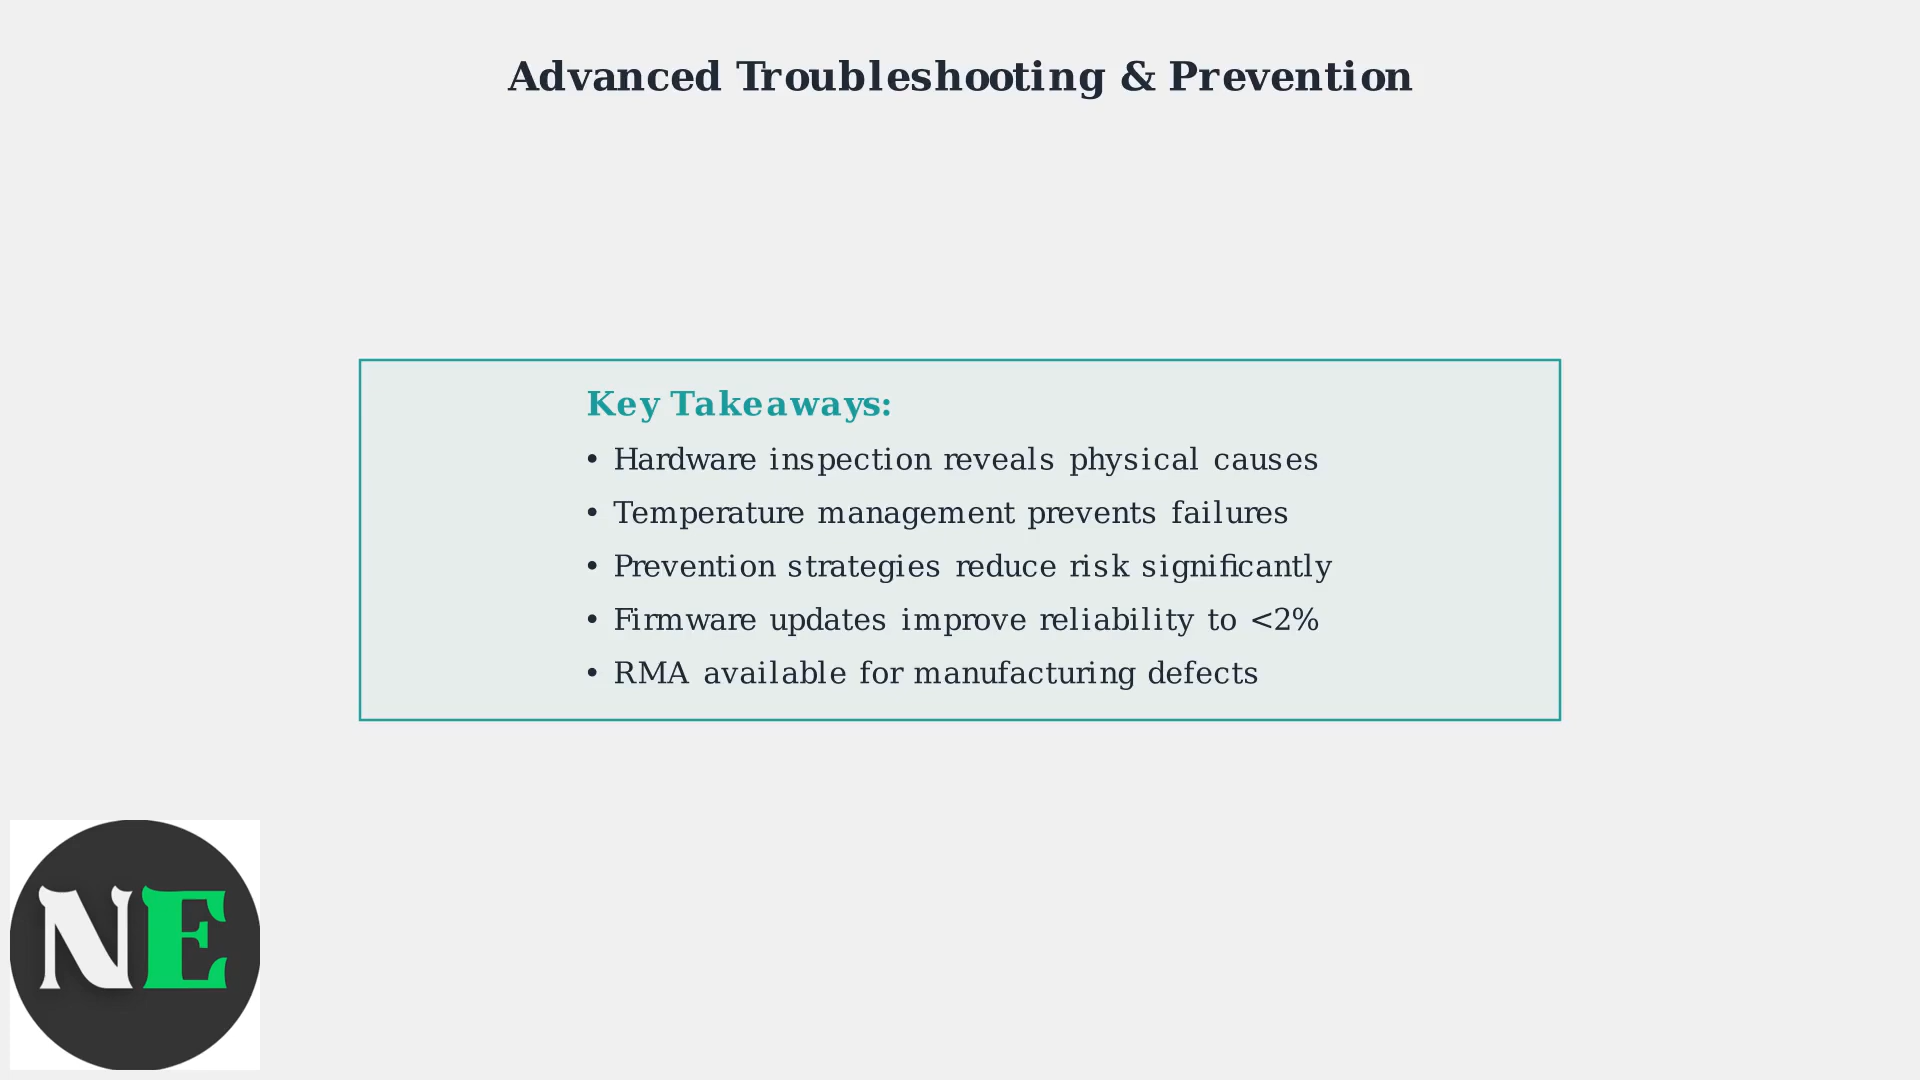 Advanced Troubleshooting & Prevention
Key Takeaways:
• Hardware inspection reveals physical causes
• Temperature management prevents failures
• Prevention strategies reduce risk significantly
• Firmware updates improve reliability to <2%
• RMA available for manufacturing defects
NE